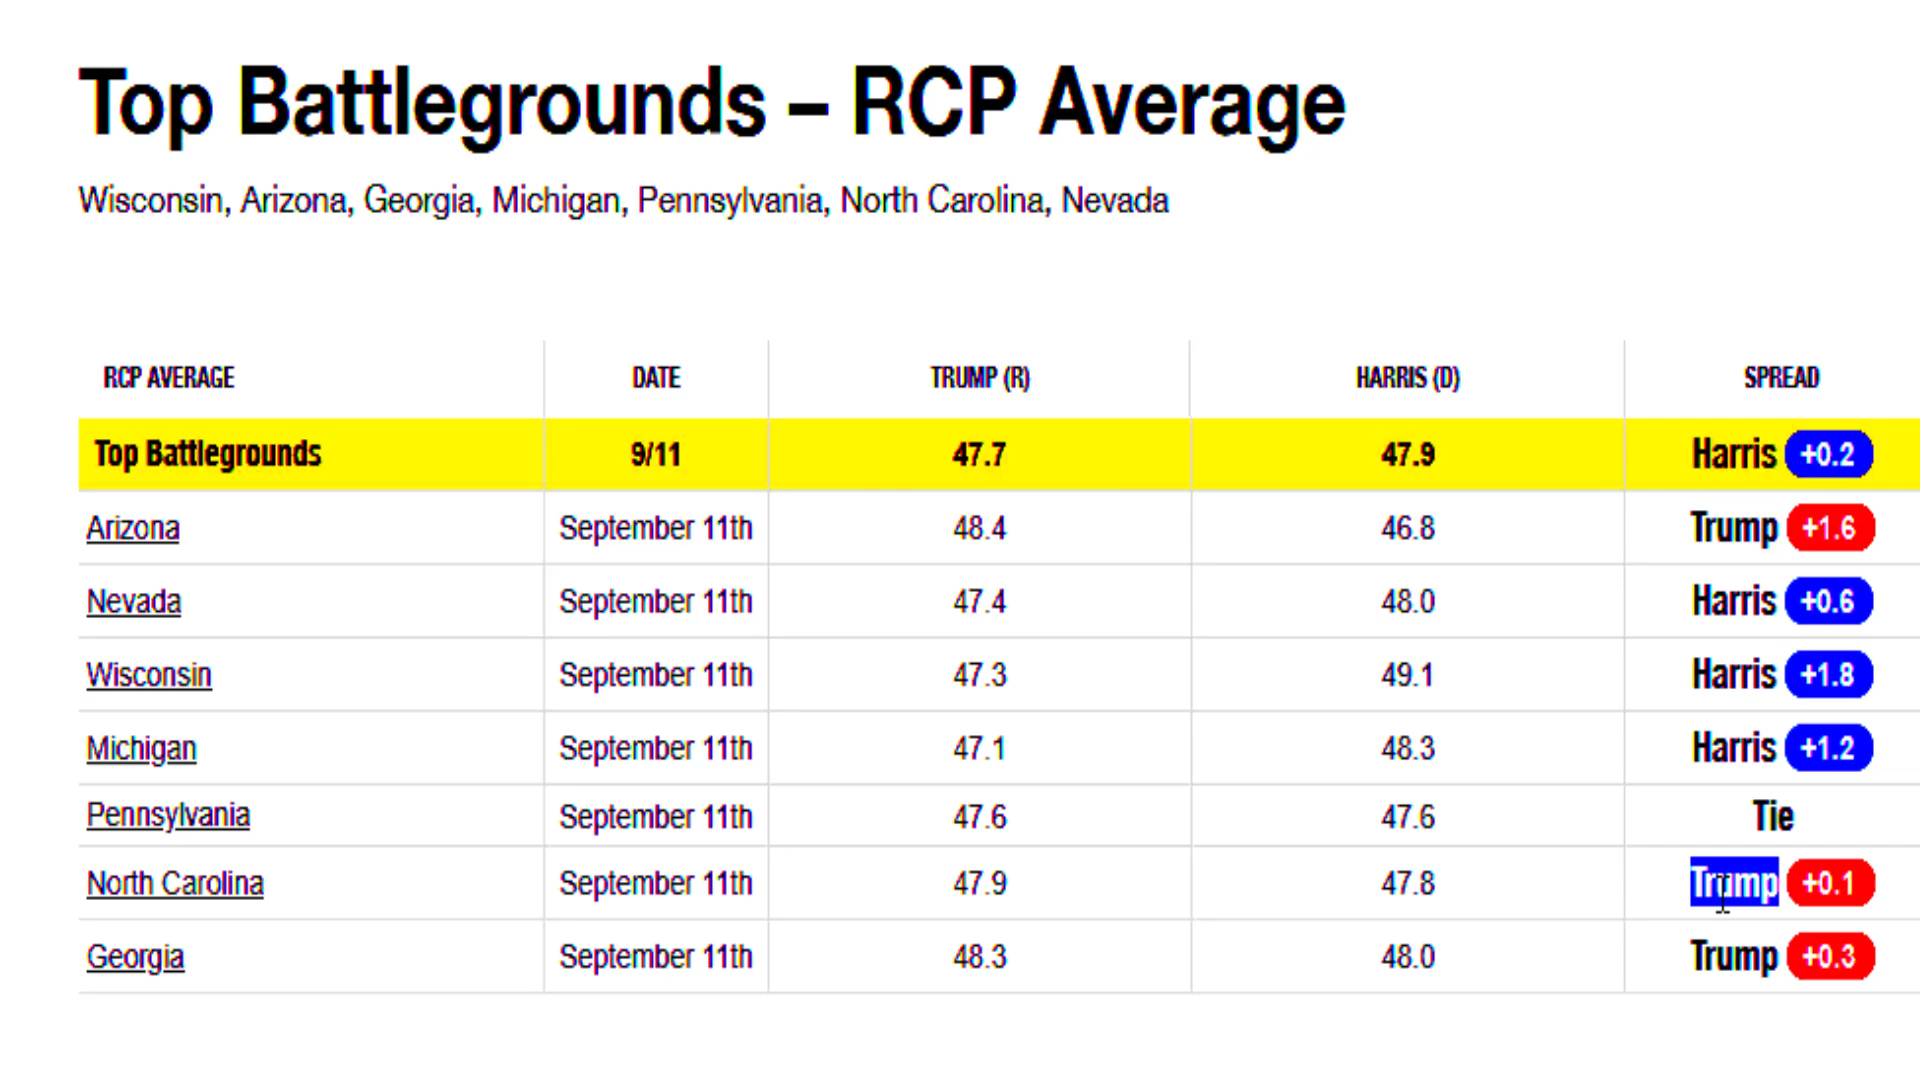 Top Battlegrounds – RCP Average
Wisconsin, Arizona, Georgia, Michigan, Pennsylvania, North Carolina, Nevada
RCP AVERAGE DATE TRUMP (R) HARRIS (D) SPREAD
Top Battlegrounds 9/11 47.7 47.9 Harris +0.2
Arizona September 11th 48.4 46.8 Trump +1.6
Nevada September 11th 47.4 48.0 Harris +0.6
Wisconsin September 11th 47.3 49.1 Harris +1.8
Michigan September 11th 47.1 48.3 Harris +1.2
Pennsylvania September 11th 47.6 47.6 Tie
North Carolina September 11th 47.9 47.8 Trump +0.1
Georgia September 11th 48.3 48.0 Trump +0.3